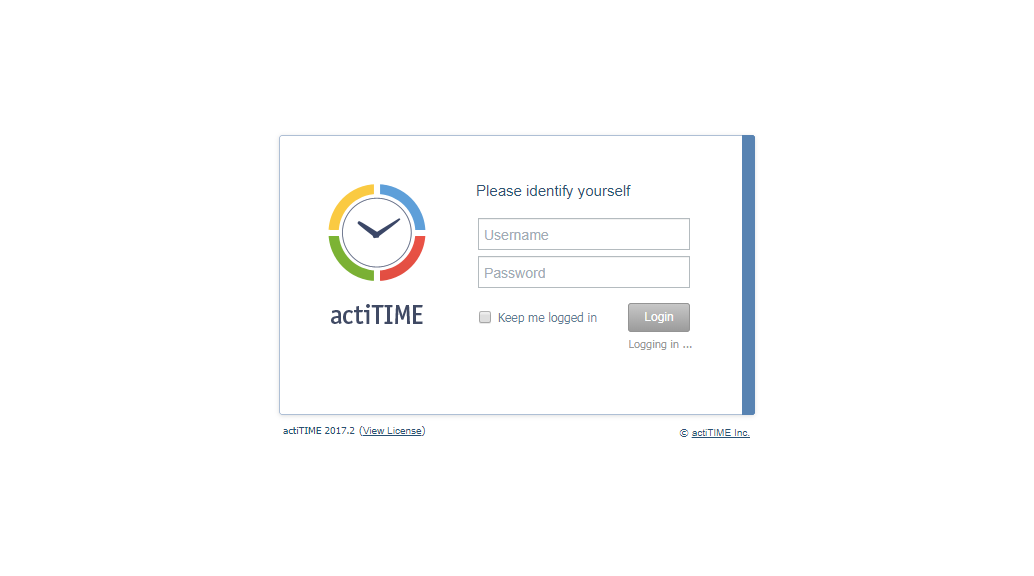 Please identify yourself
Username
Password
actiTIME
Keep me logged in
Login
Logging in ...
actiTIME 2017.2 (View License)
© actiTIME Inc.